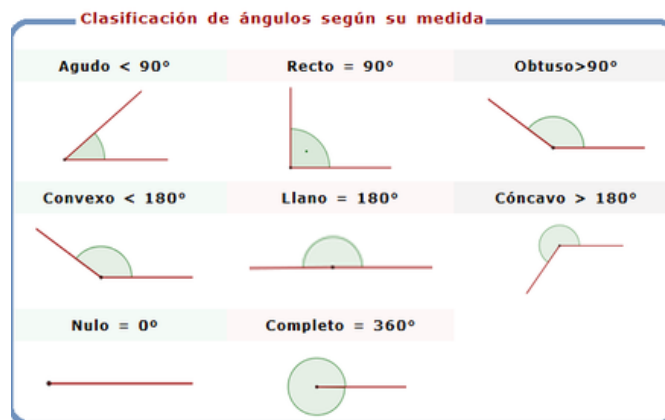 Clasificación de ángulos según su medida
Agudo < 90°
Recto = 90°
Obtuso>90°
Convexo < 180°
Llano = 180°
Cóncavo > 180°
Nulo = 0º
Completo = 360°